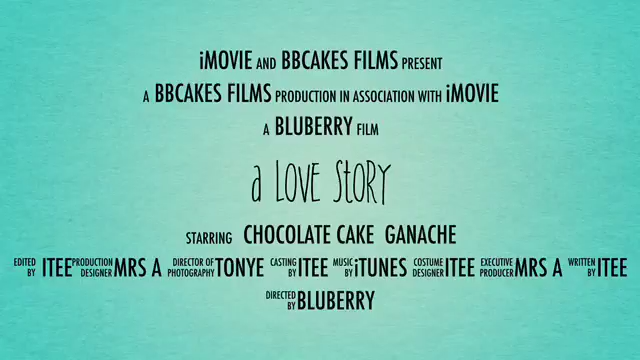 iMOVIE AND BBCAKES FILMS PRESENT
A BBCAKES FILMS PRODUCTION IN ASSOCIATION WITH iMOVIE
A BLUBERRY FILM
a LOVE StORY
STARRING CHOCOLATE CAKE GANACHE
EDITED BY ITEE PRODUCTION DESIGNER MRS A DIRECTOR OF PHOTOGRAPHY TONYE CASTING BY ITEE MUSIC BY iTUNES COSTUME DESIGNER ITEE EXECUTIVE PRODUCER MRS A WRITTEN BY ITEE
DIRECTED BY BLUBERRY